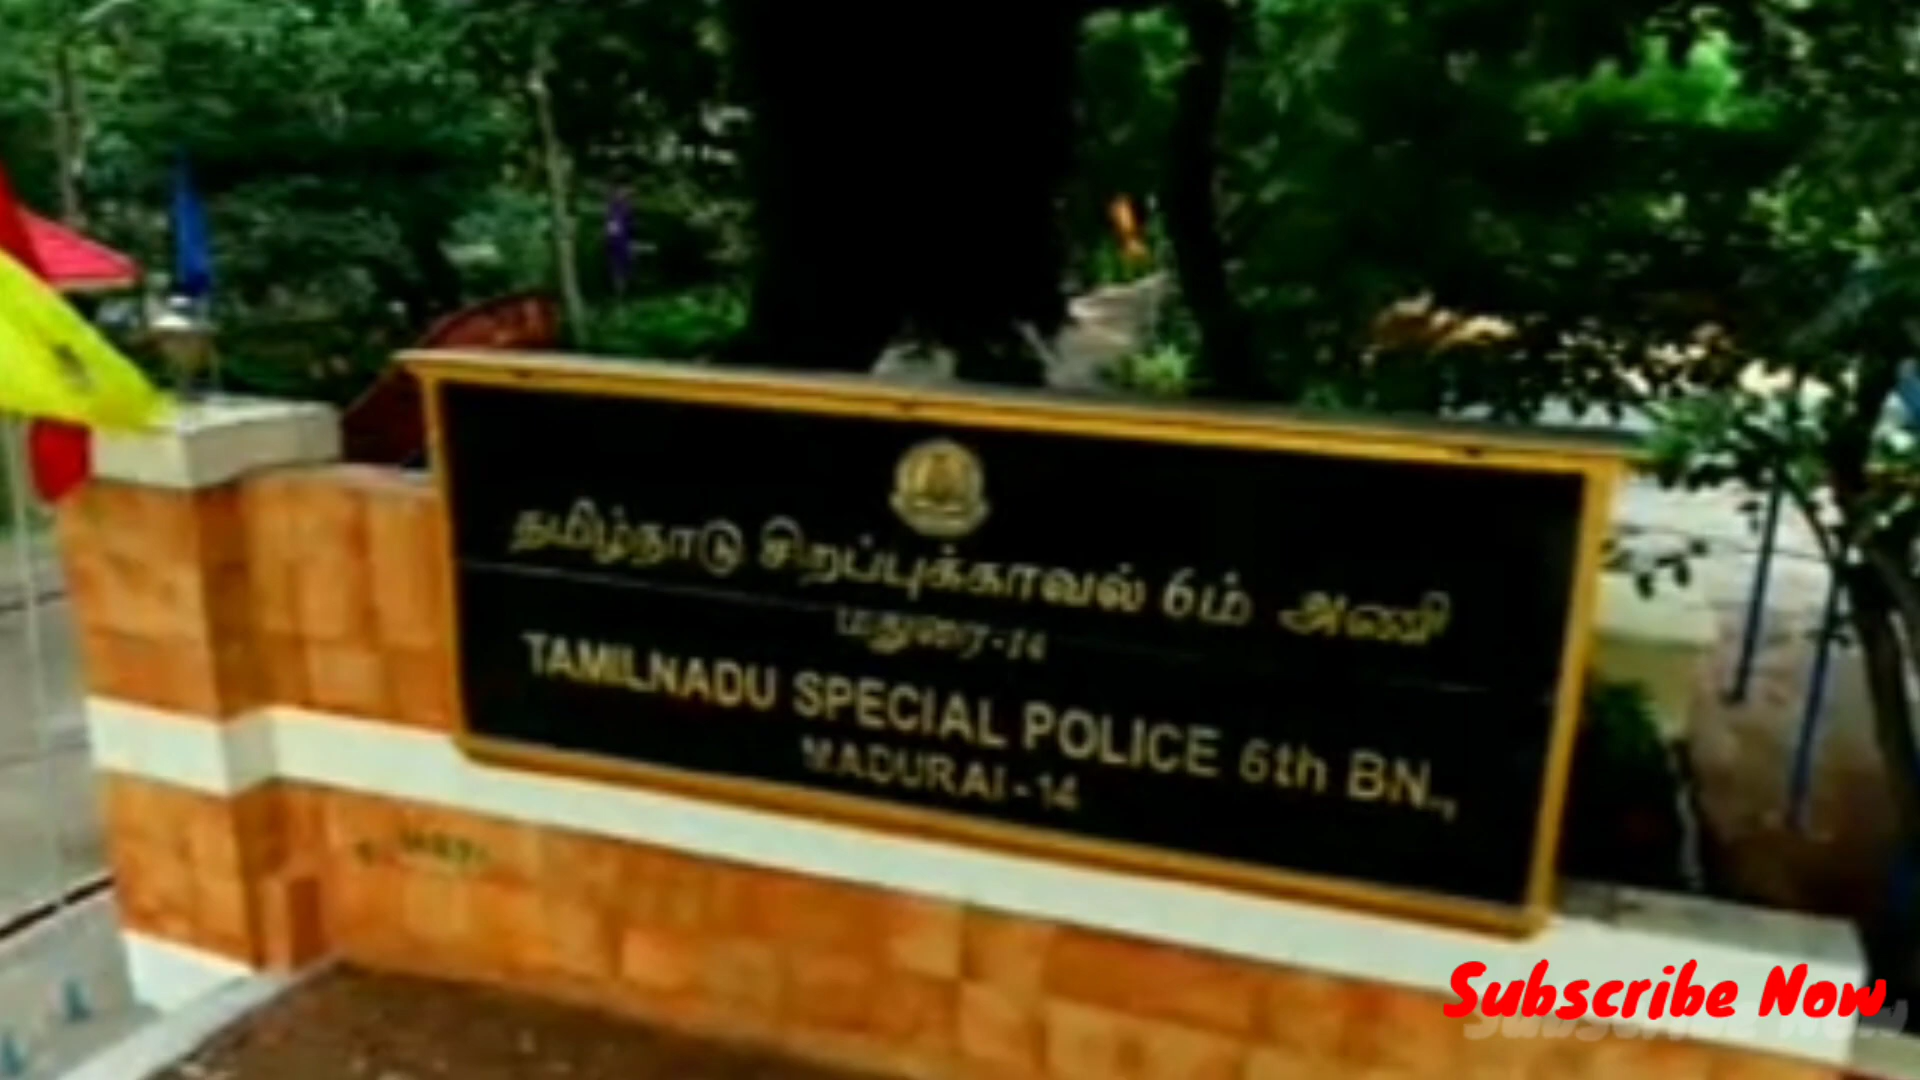 தமிழ்நாடு சிறப்புக்காவல் 6ம் அணி
மதுரை-14
TAMILNADU SPECIAL POLICE 6th BN.,
MADURAI - 14
Subscribe Now